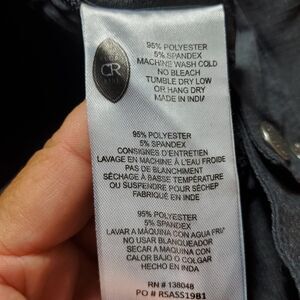 CR
95% POLYESTER
5% SPANDEX
MACHINE WASH COLD
NO BLEACH
TUMBLE DRY LOW
OR HANG DRY
MADE IN INDIA
95% POLYESTER
5% SPANDEX
CONSIGNES D'ENTRETIEN
LAVAGE EN MACHINE À L'EAU FROIDE
PAS DE BLANCHIMENT
SÉCHAGE À BASSE TEMPÉRATURE
OU SUSPENDRE POUR SÉCHER
FABRIQUÉ EN INDE
95% POLYESTER
5% SPANDEX
LAVAR A MÁQUINA CON AGUA FRIA
NO USAR BLANQUEADOR
SECAR A MAQUINA CON
CALOR BAJO O COLGAR
HECHO EN INDIA
RN # 136048
PO # RSASS19B1